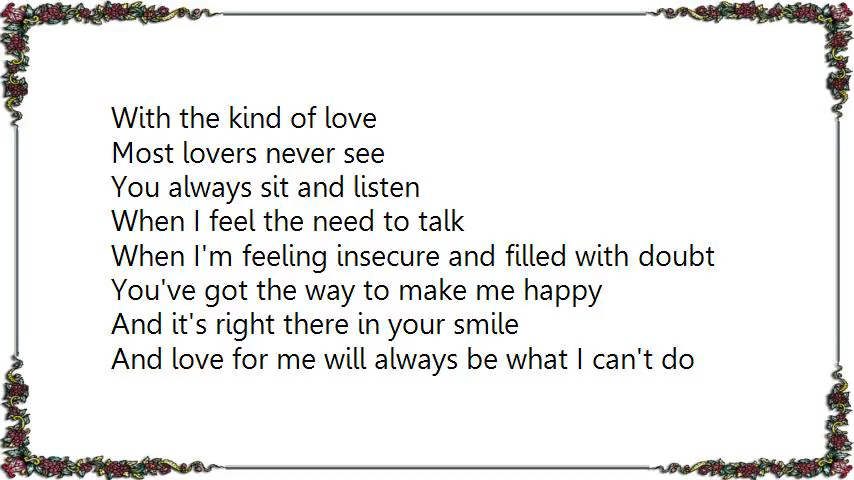 With the kind of love
Most lovers never see
You always sit and listen
When I feel the need to talk
When I'm feeling insecure and filled with doubt
You've got the way to make me happy
And it's right there in your smile
And love for me will always be what I can't do